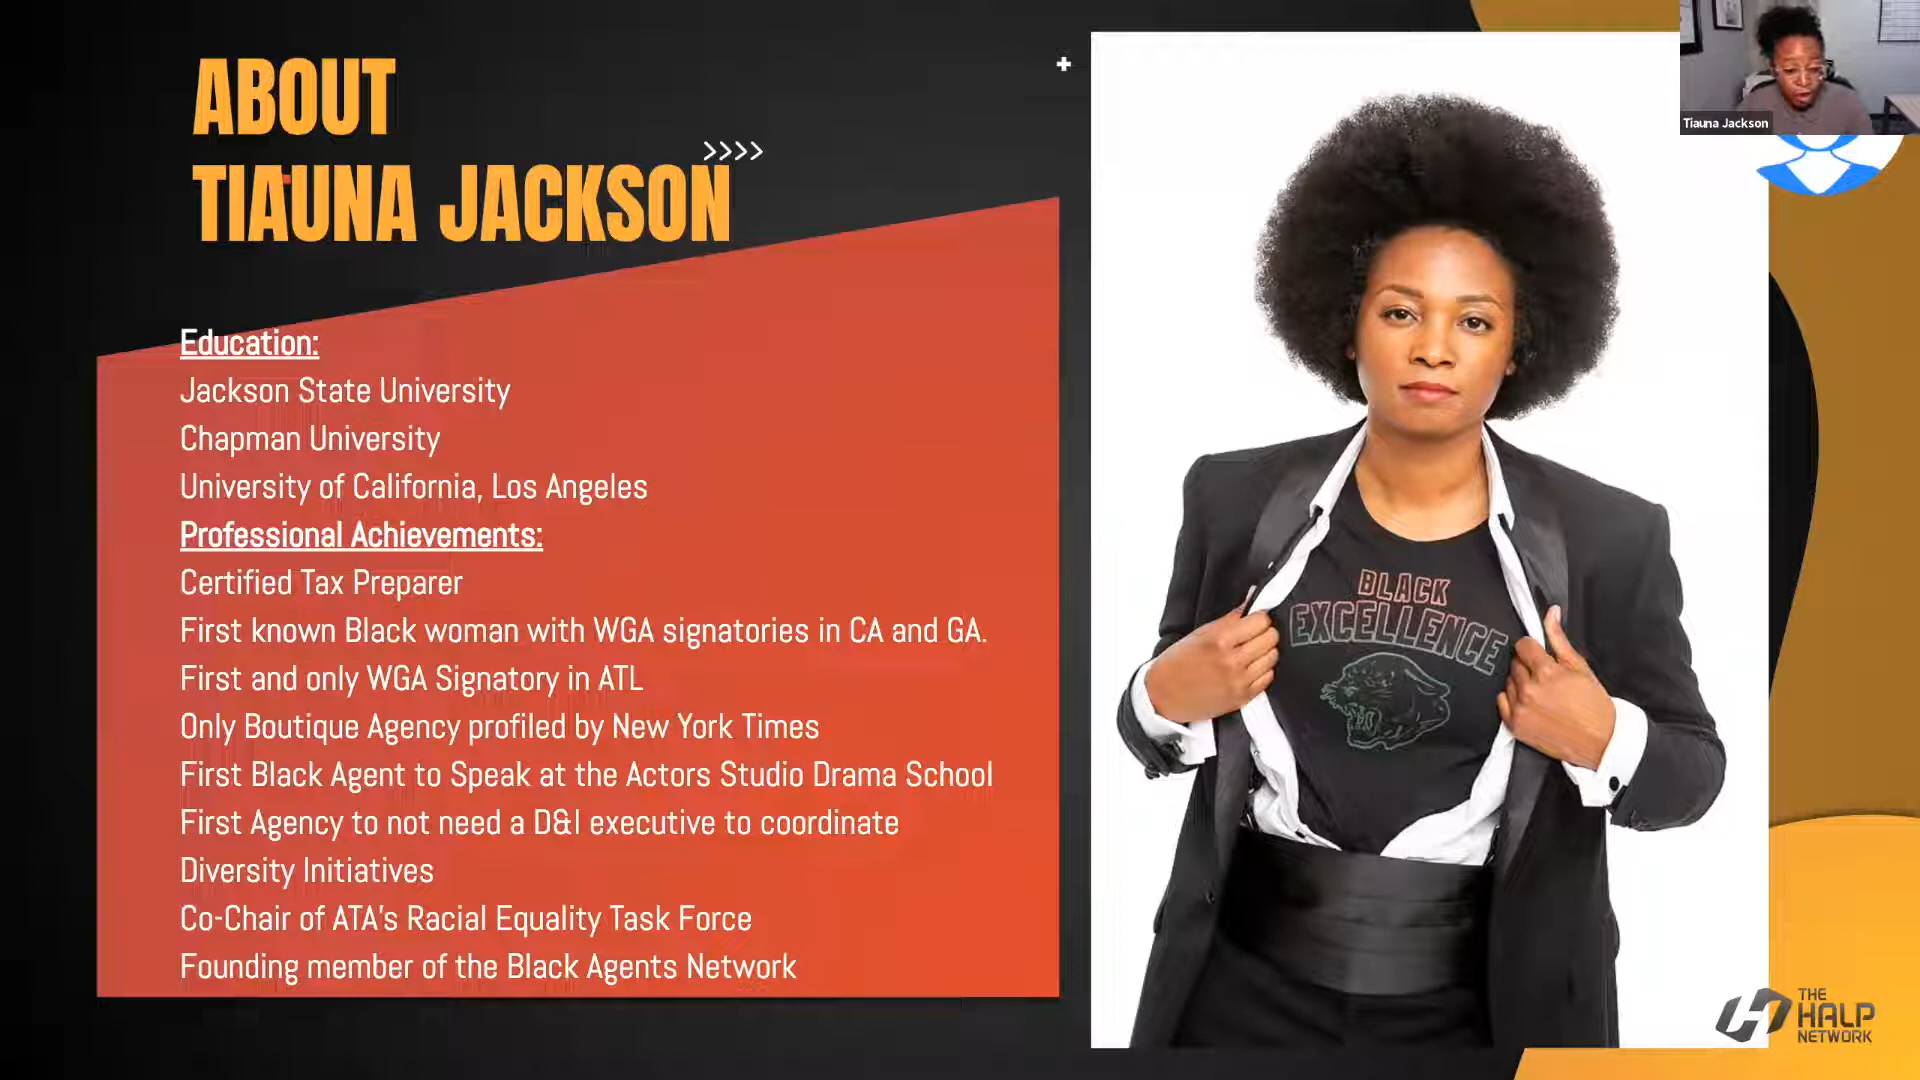 ABOUT
TIAUNA JACKSON
>>>>
Education:
Jackson State University
Chapman University
University of California, Los Angeles
Professional Achievements:
Certified Tax Preparer
First known Black woman with WGA signatories in CA and GA.
First and only WGA Signatory in ATL
Only Boutique Agency profiled by New York Times
First Black Agent to Speak at the Actors Studio Drama School
First Agency to not need a D&I executive to coordinate
Diversity Initiatives
Co-Chair of ATA's Racial Equality Task Force
Founding member of the Black Agents Network
BLACK
EXCELLENCE
Tiauna Jackson
THE
HALP
NETWORK